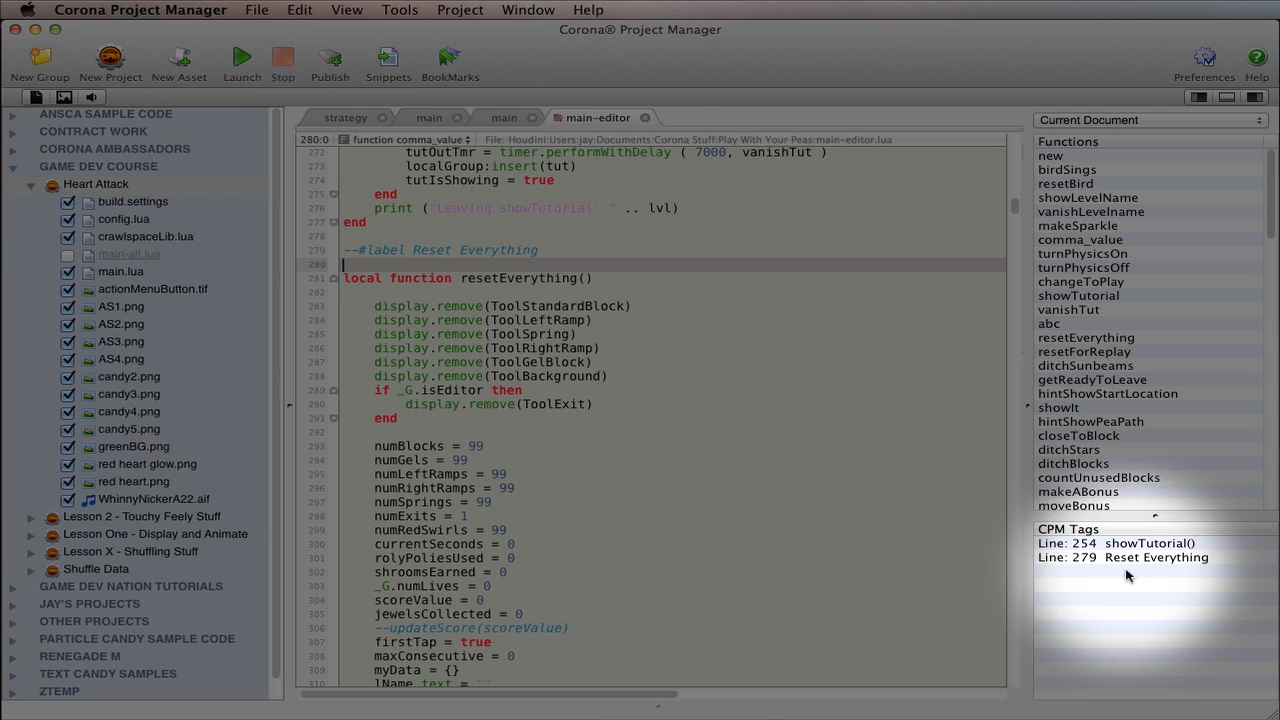 Corona Project Manager File Edit View Tools Project Window Help
Corona® Project Manager
New Group New Project New Asset Launch Stop Publish Snippets BookMarks Preferences Help
strategy main main main-editor
280:0 function comma_value File: Houdini:Users:jay:Documents:Corona Stuff:Play With Your Peas:main-editor.lua
ANSCA SAMPLE CODE
CONTRACT WORK
CORONA AMBASSADORS
GAME DEV COURSE
Heart Attack
build.settings
config.lua
crawlspaceLib.lua
main-alt.lua
main.lua
actionMenuButton.tif
AS1.png
AS2.png
AS3.png
AS4.png
candy2.png
candy3.png
candy4.png
candy5.png
greenBG.png
red heart glow.png
red heart.png
WhinnyNickerA22.aif
Lesson 2 - Touchy Feely Stuff
Lesson One - Display and Animate
Lesson X - Shuffling Stuff
Shuffle Data
GAME DEV NATION TUTORIALS
JAY'S PROJECTS
OTHER PROJECTS
PARTICLE CANDY SAMPLE CODE
RENEGADE M
TEXT CANDY SAMPLES
ZTEMP
272 tutOutTmr = timer.performWithDelay ( 7000, vanishTut )
273 localGroup:insert(tut)
274 tutIsShowing = true
275 end
276 print ("Leaving showTutorial: " .. lvl)
277 end
278
279 --#label Reset Everything
280
281 local function resetEverything()
282
283 display.remove(ToolStandardBlock)
284 display.remove(ToolLeftRamp)
285 display.remove(ToolSpring)
286 display.remove(ToolRightRamp)
287 display.remove(ToolGelBlock)
288 display.remove(ToolBackground)
289 if _G.isEditor then
290 display.remove(ToolExit)
291 end
292
293 numBlocks = 99
294 numGels = 99
295 numLeftRamps = 99
296 numRightRamps = 99
297 numSprings = 99
298 numExits = 1
299 numRedSwirls = 99
300 currentSeconds = 0
301 rolyPoliesUsed = 0
302 shroomsEarned = 0
303 _G.numLives = 0
304 scoreValue = 0
305 jewelsCollected = 0
306 --updateScore(scoreValue)
307 firstTap = true
308 maxConsecutive = 0
309 myData = {}
310 lName.text = ""
Current Document
Functions
new
birdSings
resetBird
showLevelName
vanishLevelname
makeSparkle
comma_value
turnPhysicsOn
turnPhysicsOff
changeToPlay
showTutorial
vanishTut
abc
resetEverything
resetForReplay
ditchSunbeams
getReadyToLeave
hintShowStartLocation
showIt
hintShowPeaPath
closeToBlock
ditchStars
ditchBlocks
countUnusedBlocks
makeABonus
moveBonus
CPM Tags
Line: 254 showTutorial()
Line: 279 Reset Everything